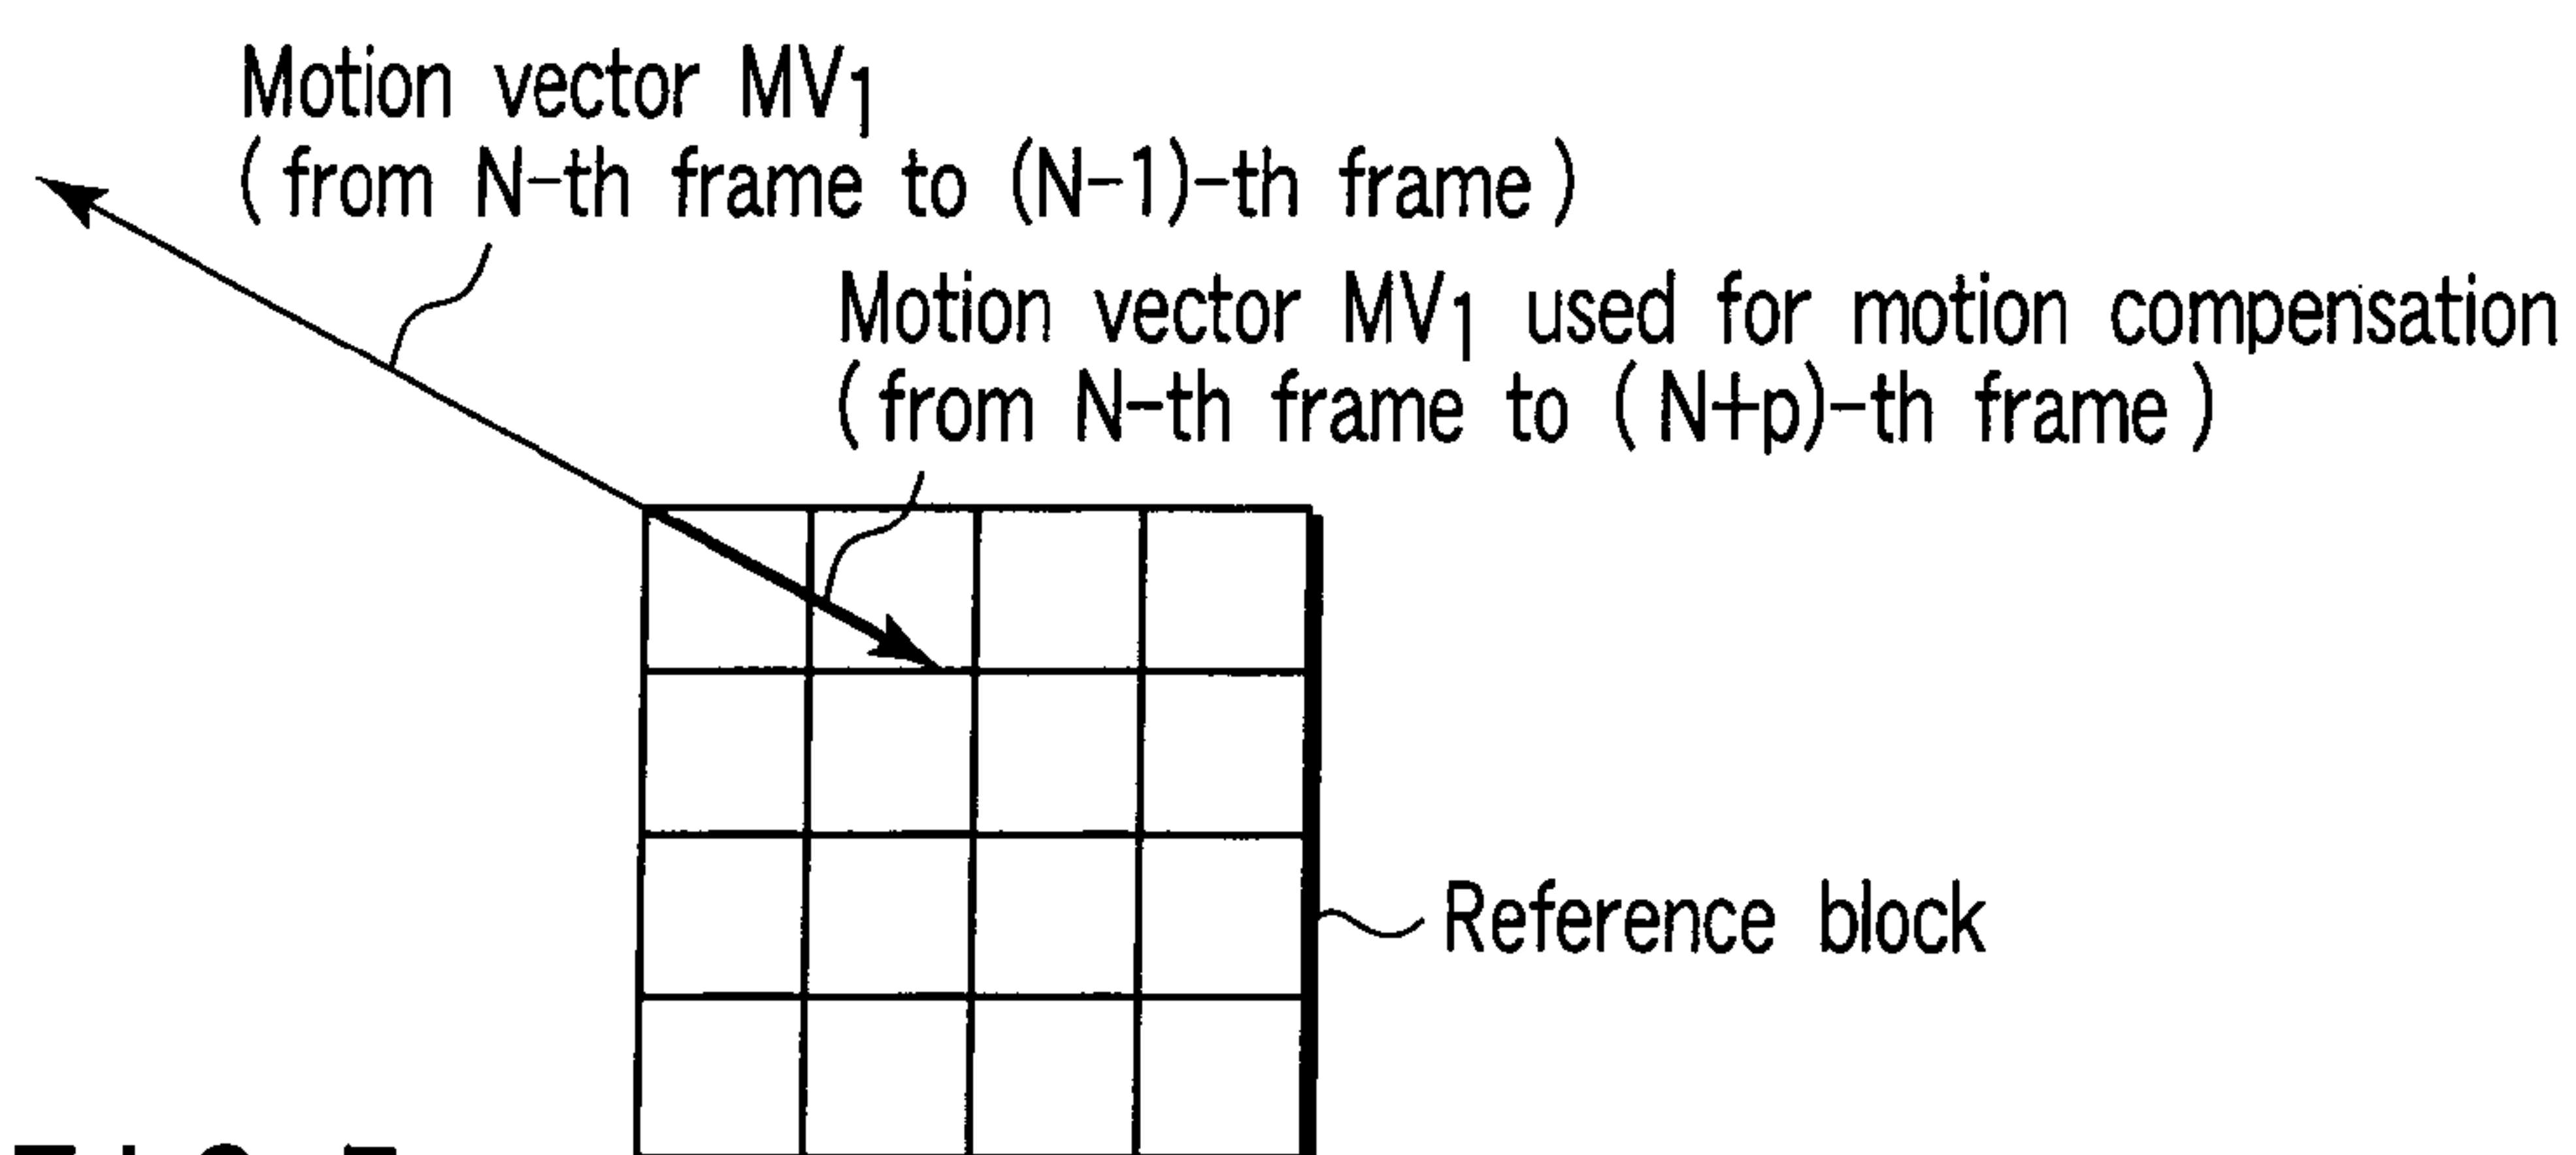 Motion vector MV1
(from N-th frame to (N-1)-th frame)
Motion vector MV1 used for motion compensation
(from N-th frame to (N+p)-th frame)
Reference block